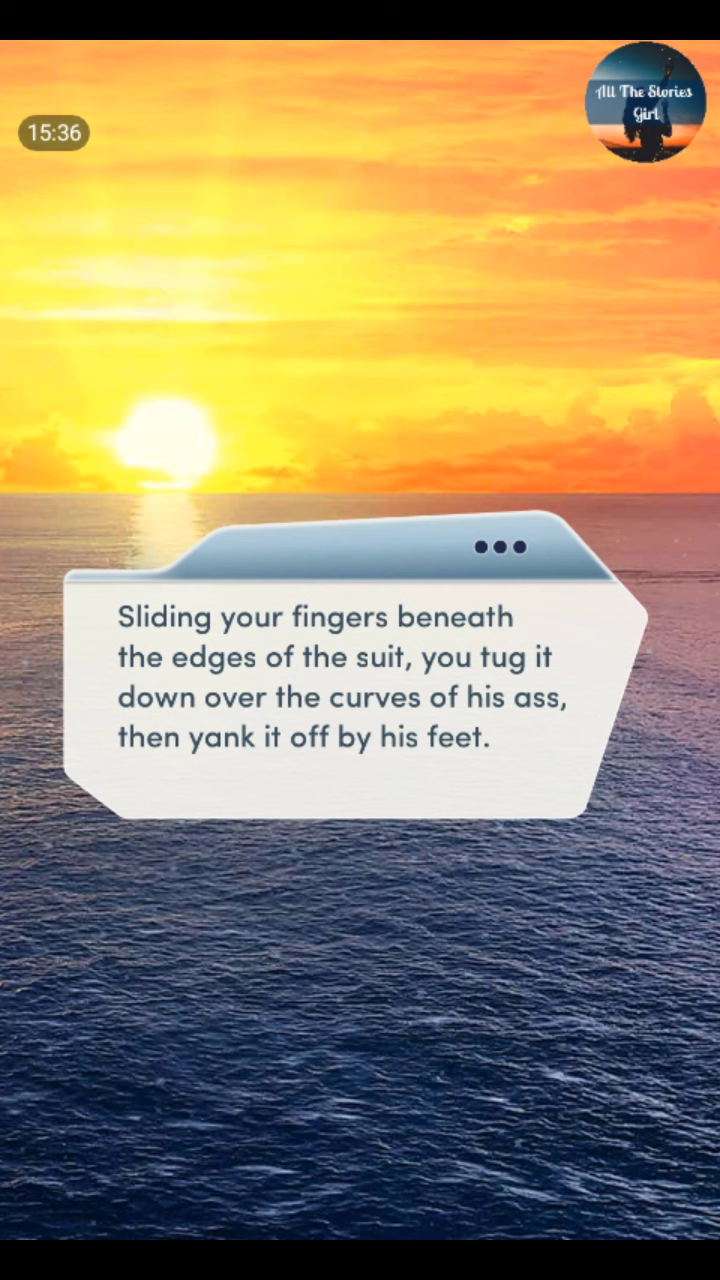 All The Stories
Girl
15:36
Sliding your fingers beneath
the edges of the suit, you tug it
down over the curves of his ass,
then yank it off by his feet.